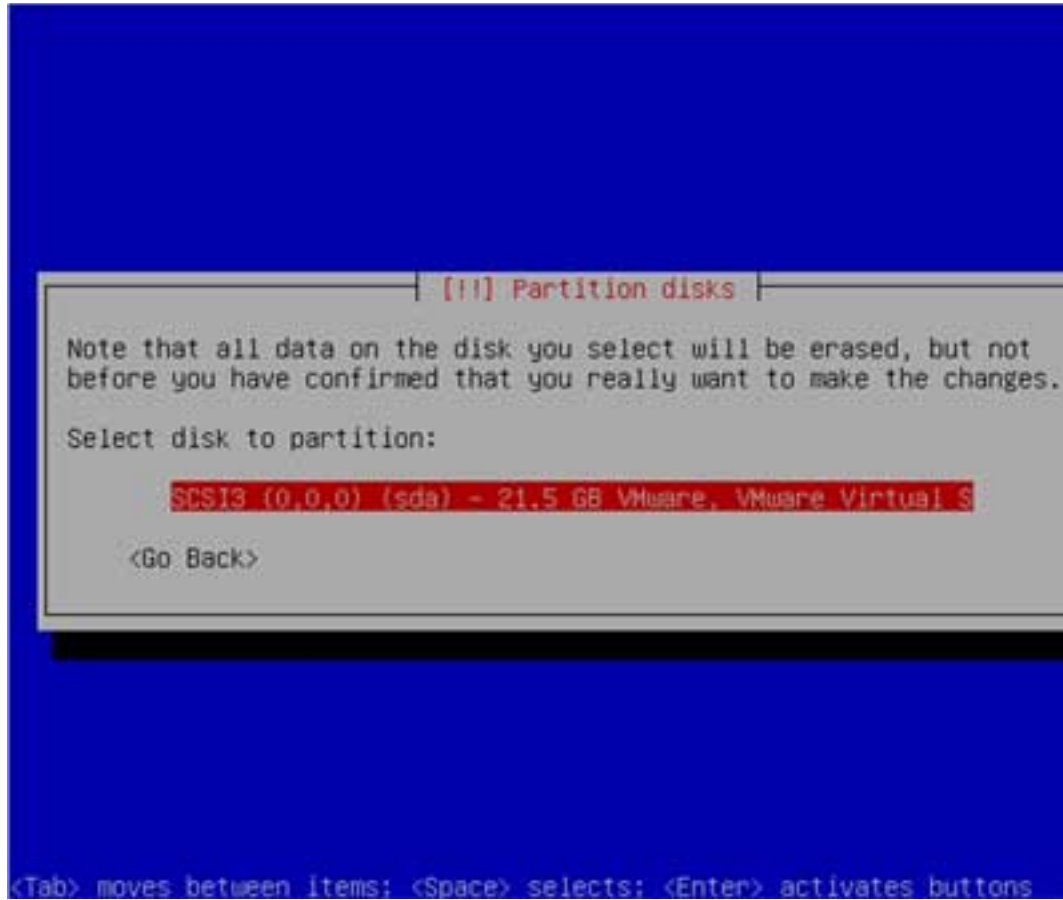 [!!] Partition disks
Note that all data on the disk you select will be erased, but not
before you have confirmed that you really want to make the changes.
Select disk to partition:
SCSI3 (0,0,0) (sda) - 21.5 GB VMware, VMware Virtual S
<Go Back>
<Tab> moves between items; <Space> selects; <Enter> activates buttons